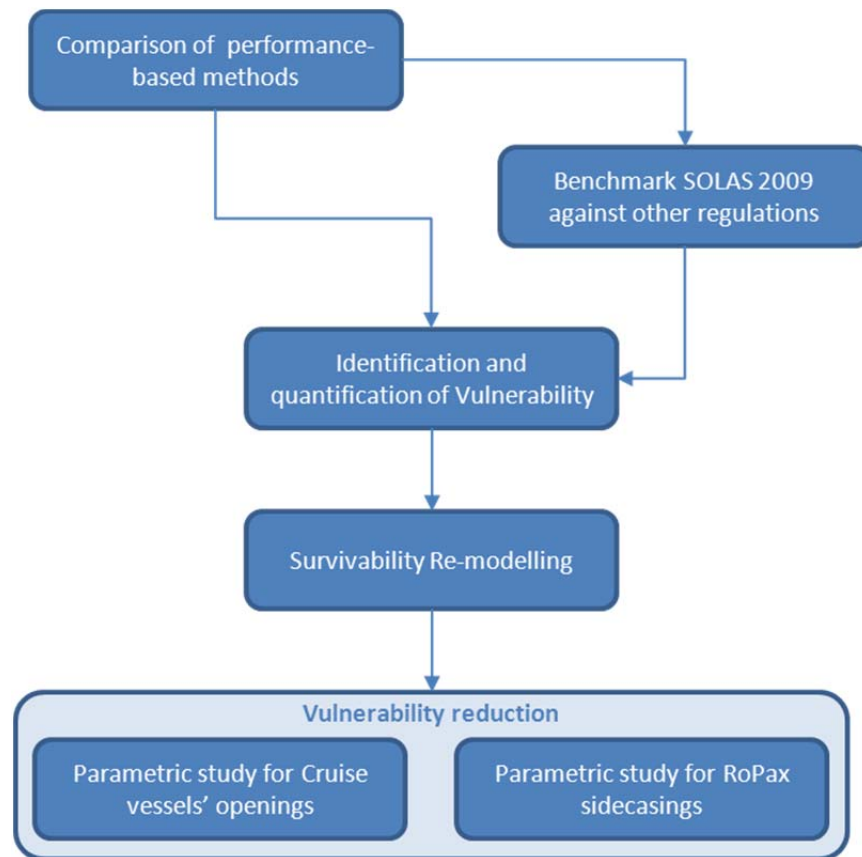 Comparison of performance-
based methods
Benchmark SOLAS 2009
against other regulations
Identification and
quantification of Vulnerability
Survivability Re-modelling
Vulnerability reduction
Parametric study for Cruise
vessels’ openings
Parametric study for RoPax
sidecasings